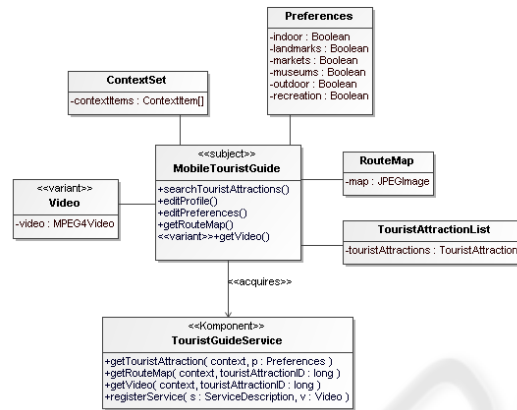 Preferences
-indoor : Boolean
-landmarks : Boolean
-markets : Boolean
-museums : Boolean
-outdoor : Boolean
-recreation : Boolean
ContextSet
-contextItems : ContextItem[]
<<subject>>
MobileTouristGuide
+searchTouristAttractions()
+editProfile()
+editPreferences()
+getRouteMap()
<<variant>>+getVideo()
RouteMap
-map : JPEGImage
<<variant>>
Video
-video : MPEG4Video
TouristAttractionList
-touristAttractions : TouristAttraction
<<acquires>>
<<Komponent>>
TouristGuideService
+getTouristAttraction( context, p : Preferences )
+getRouteMap( context, touristAttractionID : long )
+getVideo( context, touristAttractionID : long )
+registerService( s : ServiceDescription, v : Video )